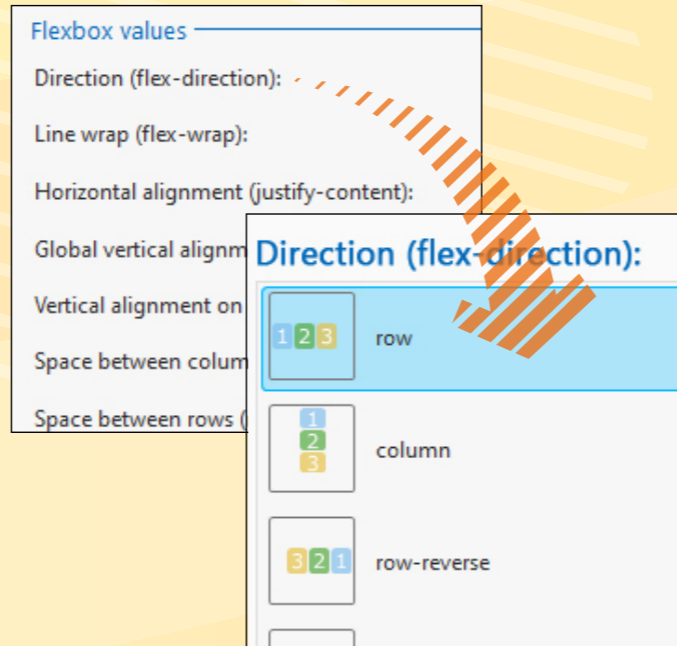 Flexbox values
Direction (flex-direction):
Line wrap (flex-wrap):
Horizontal alignment (justify-content):
Global vertical alignm
Vertical alignment on
Space between colum
Space between rows (
Direction (flex-direction):
1 2 3
row
1
2
3
column
3 2 1
row-reverse